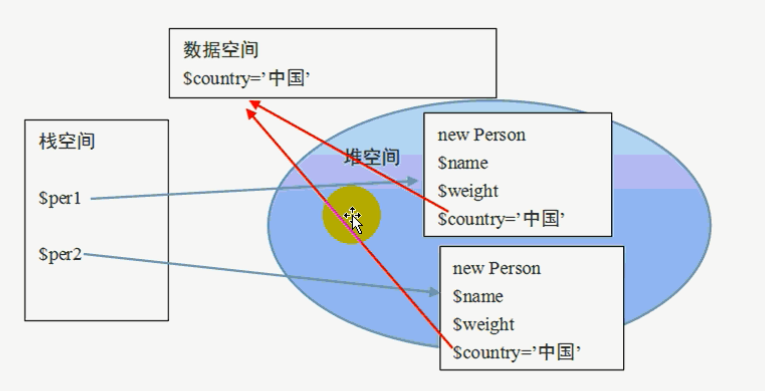 数据空间
$country=’中国’
栈空间
$per1
$per2
堆空间
new Person
$name
$weight
$country=’中国’
new Person
$name
$weight
$country=’中国’